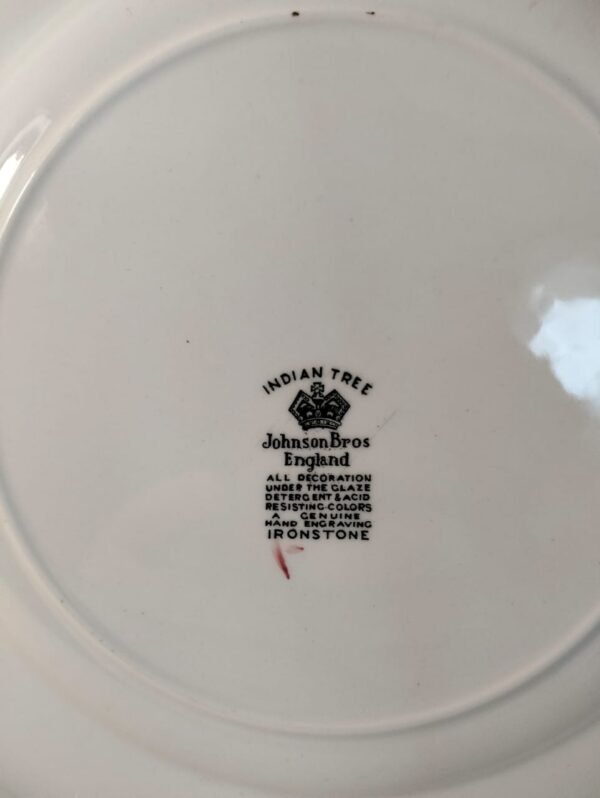 INDIAN TREE
Johnson Bros
England
ALL DECORATION
UNDER THE GLAZE
DETERGENT & ACID
RESISTING-COLORS
A GENUINE
HAND ENGRAVING
IRONSTONE